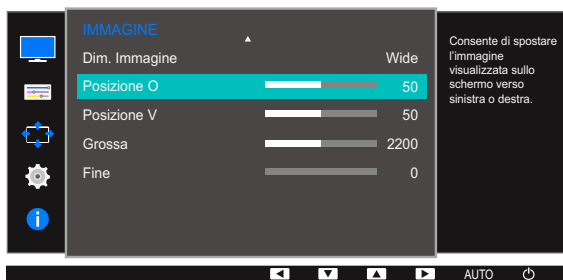 IMMAGINE
Dim. Immagine Wide
Posizione O 50
Posizione V 50
Grossa 2200
Fine 0
Consente di spostare
l'immagine
visualizzata sullo
schermo verso
sinistra o destra.
AUTO